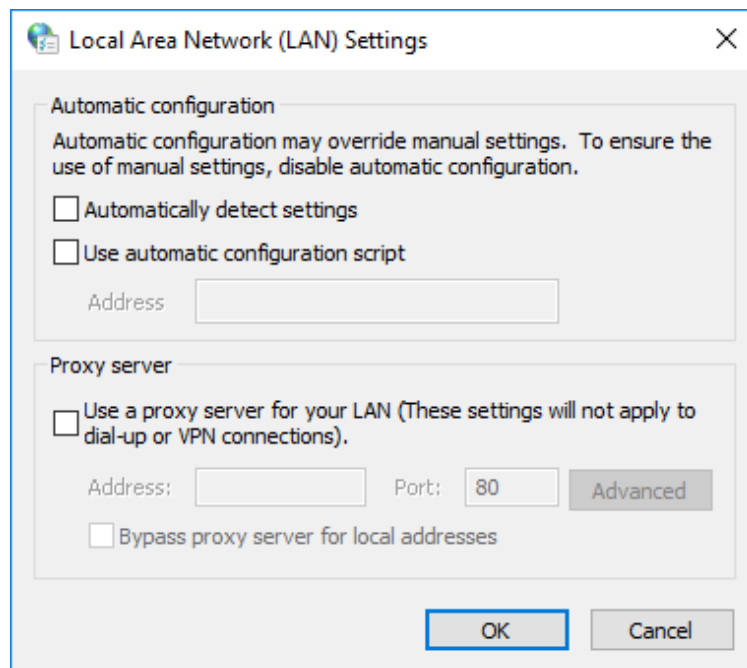 Local Area Network (LAN) Settings
Automatic configuration
Automatic configuration may override manual settings.  To ensure the
use of manual settings, disable automatic configuration.
Automatically detect settings
Use automatic configuration script
Address
Proxy server
Use a proxy server for your LAN (These settings will not apply to
dial-up or VPN connections).
Address: Port: 80 Advanced
Bypass proxy server for local addresses
OK Cancel